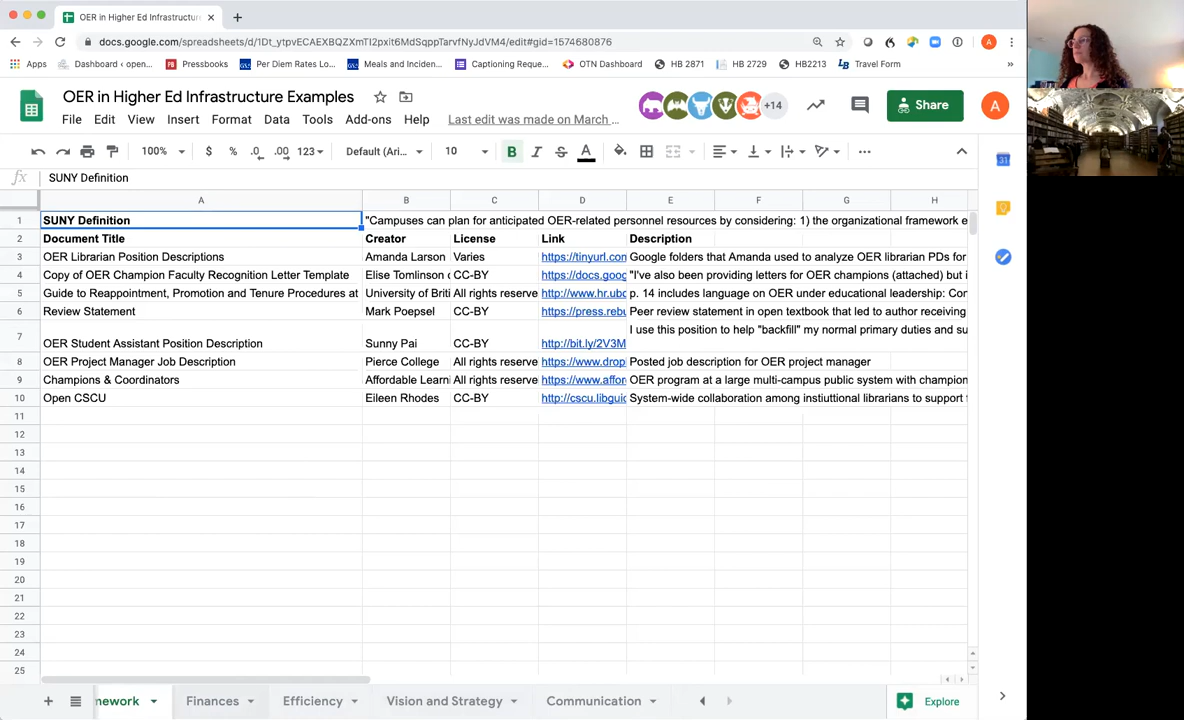 OER in Higher Ed Infrastructure
docs.google.com/spreadsheets/d/1Dt_ytpvECAEXBQZXmTI2pxit6MdSqppTarvfNyJdVM4/edit#gid=1574680876
Apps Dashboard ‹ open... Pressbooks Per Diem Rates Lo... Meals and Inciden... Captioning Reque... OTN Dashboard HB 2871 HB 2729 HB2213 Travel Form »
OER in Higher Ed Infrastructure Examples
+14 Share A
File Edit View Insert Format Data Tools Add-ons Help Last edit was made on March ...
100% $ % .0 .00 123 Default (Ari... 10 B I S A ...
fx SUNY Definition
A B C D E F G H
1 SUNY Definition "Campuses can plan for anticipated OER-related personnel resources by considering: 1) the organizational framework e
2 Document Title Creator License Link Description
3 OER Librarian Position Descriptions Amanda Larson Varies https://tinyurl.com Google folders that Amanda used to analyze OER librarian PDs for
4 Copy of OER Champion Faculty Recognition Letter Template Elise Tomlinson c CC-BY https://docs.goog "I've also been providing letters for OER champions (attached) but i
5 Guide to Reappointment, Promotion and Tenure Procedures at University of Briti All rights reserve http://www.hr.ubc p. 14 includes language on OER under educational leadership: Con
6 Review Statement Mark Poepsel CC-BY https://press.rebu Peer review statement in open textbook that led to author receiving
7 OER Student Assistant Position Description Sunny Pai CC-BY http://bit.ly/2V3M I use this position to help "backfill" my normal primary duties and su
8 OER Project Manager Job Description Pierce College All rights reserve https://www.drop Posted job description for OER project manager
9 Champions & Coordinators Affordable Learni All rights reserve https://www.affor OER program at a large multi-campus public system with champion
10 Open CSCU Eileen Rhodes CC-BY http://cscu.libguid System-wide collaboration among instiuttional librarians to support f
11
12
13
14
15
16
17
18
19
20
21
22
23
24
25
mework Finances Efficiency Vision and Strategy Communication Explore